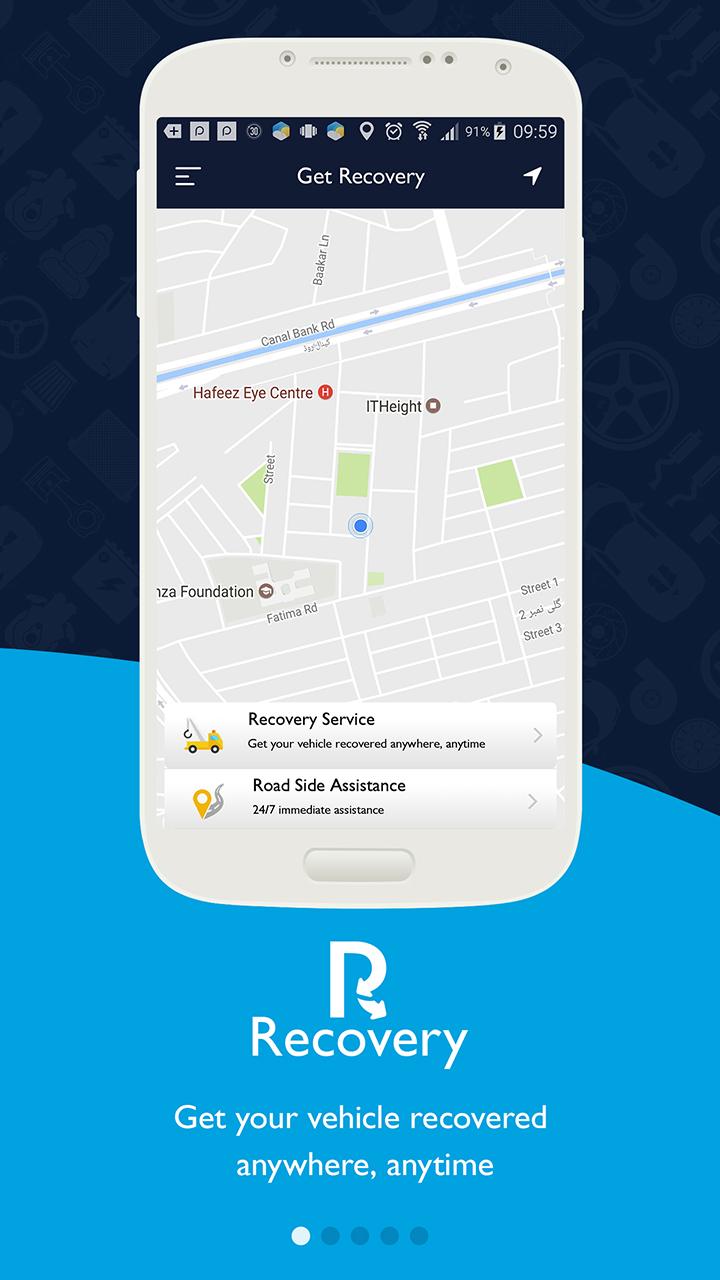 30
91%
09:59
Get Recovery
Baakar Ln
Canal Bank Rd
Hafeez Eye Centre H
ITHeight
Street
nza Foundation
Fatima Rd
Street 1
گلی نمبر 2
Street 3
Recovery Service
Get your vehicle recovered anywhere, anytime
Road Side Assistance
24/7 immediate assistance
R
Recovery
Get your vehicle recovered
anywhere, anytime